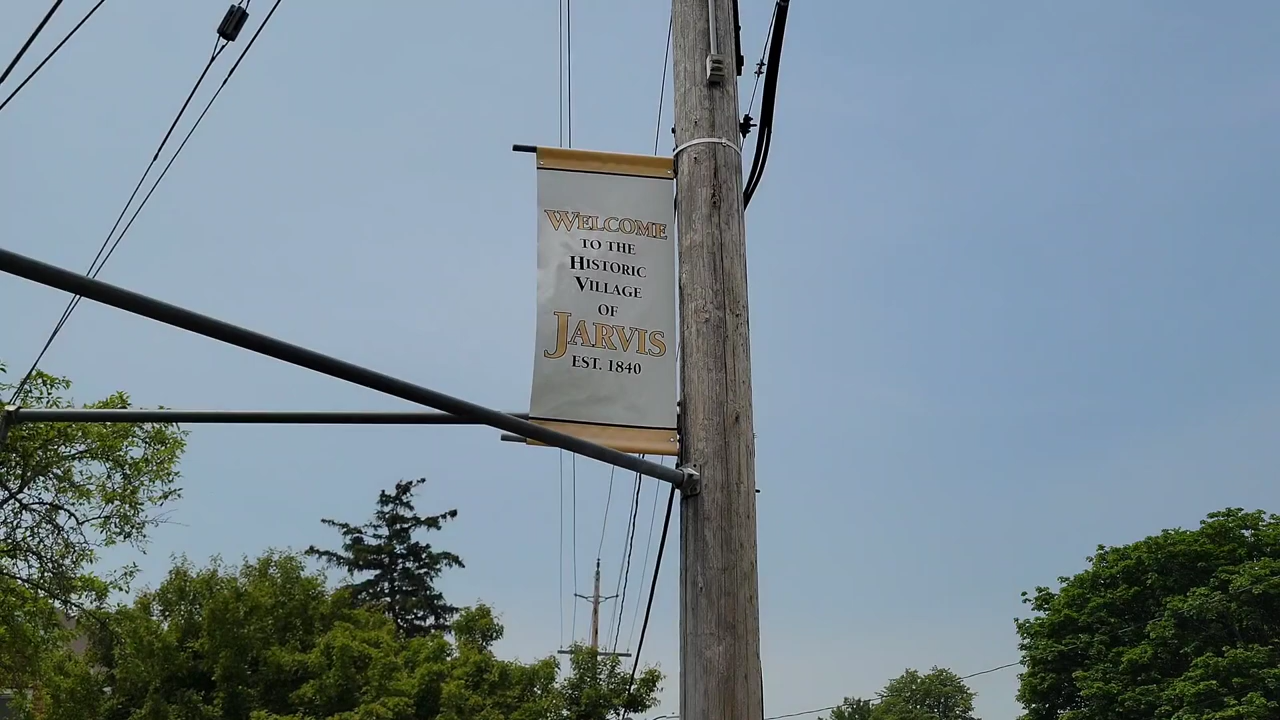 WELCOME
TO THE
HISTORIC
VILLAGE
OF
JARVIS
EST. 1840